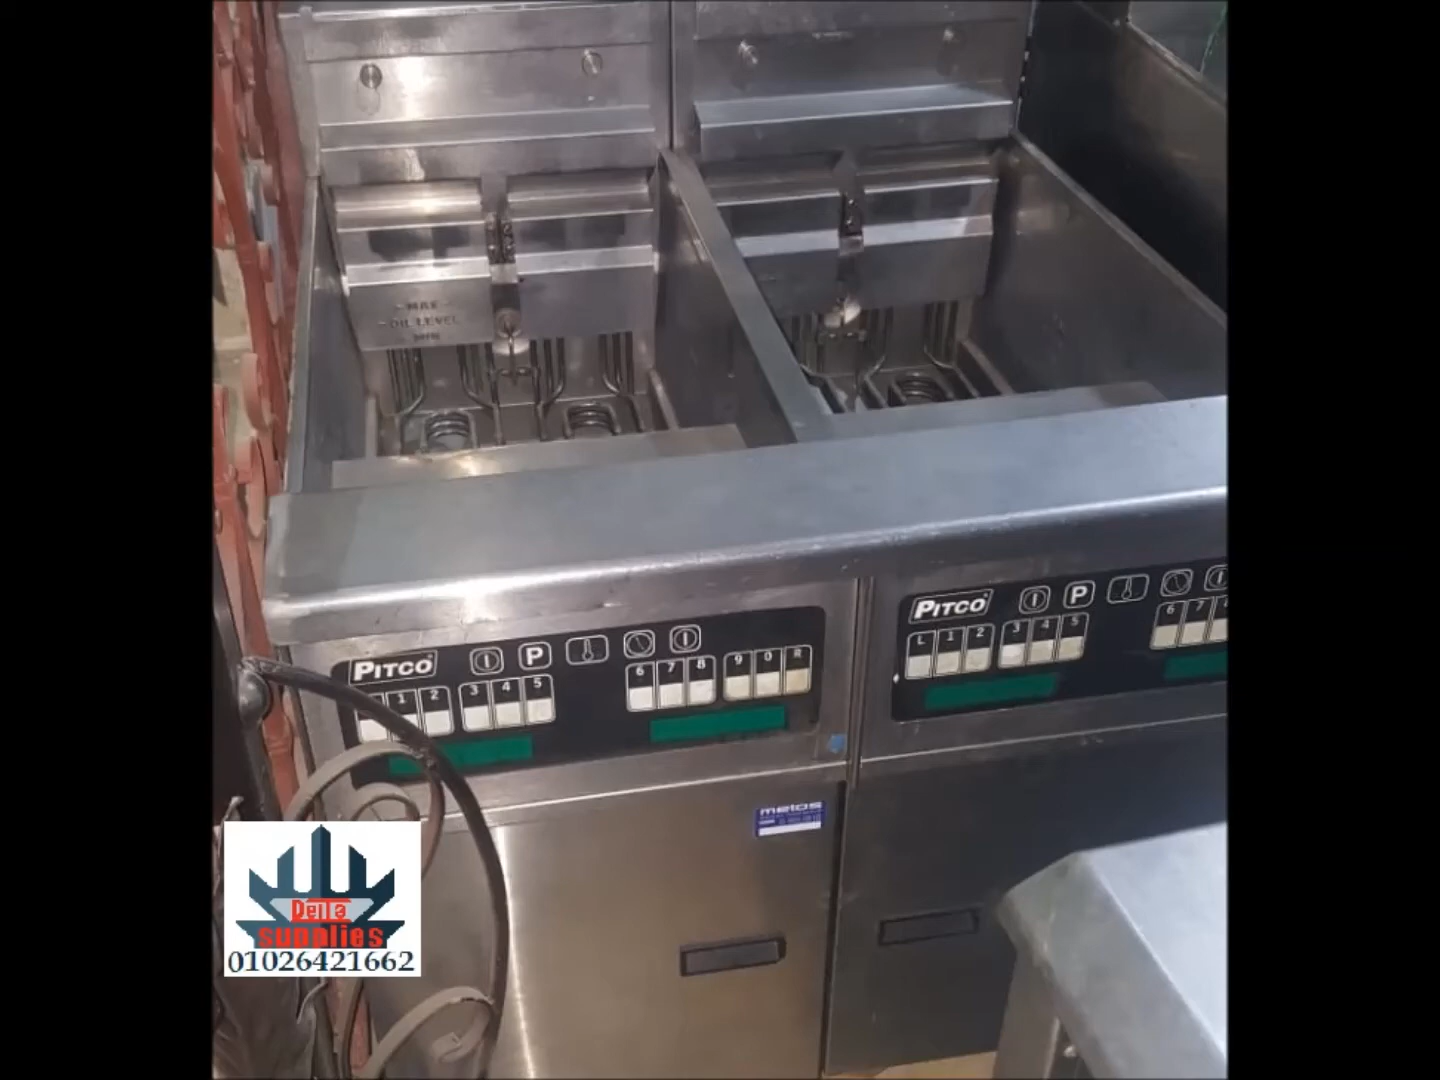 - MAX -
- OIL LEVEL
MIN
PITCO
P
1 2 3 4 5
6 7 8 9 0 R
PITCO
P
L 1 2 3 4 5
6 7
metos
Delta
supplies
01026421662